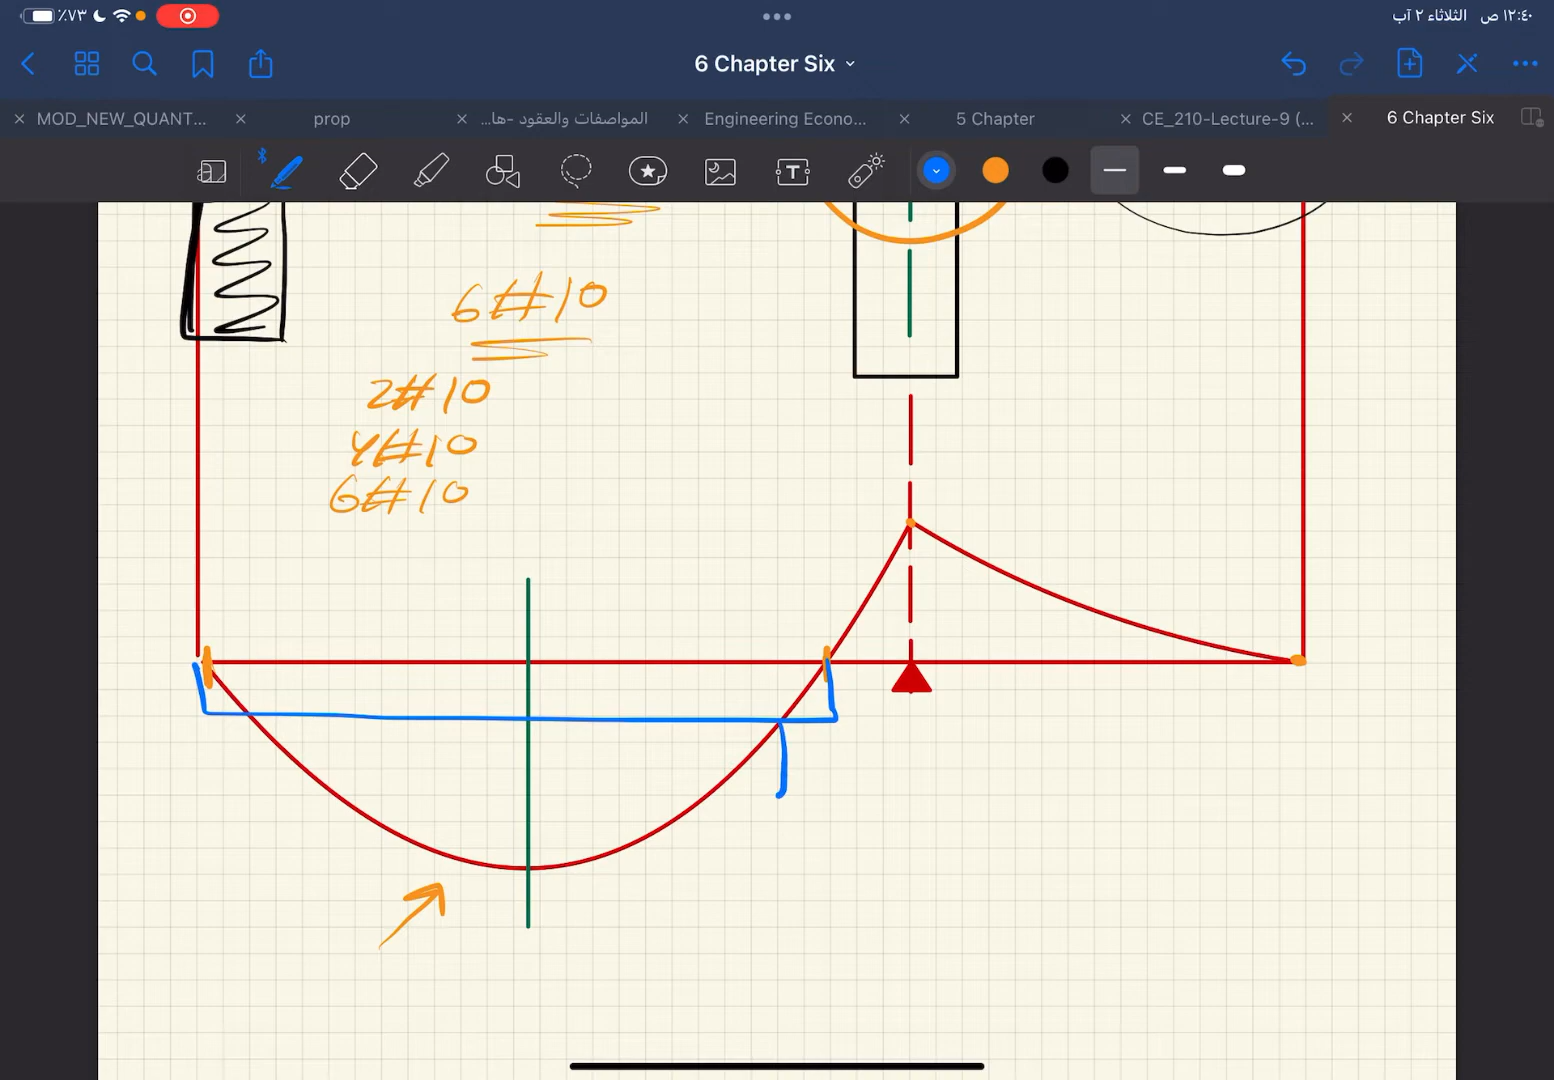 ٪٧٣
الثلاثاء ٢ آب ١٢:٤٠ ص
6 Chapter Six
MOD_NEW_QUANT...
prop
المواصفات والعقود -ها...
Engineering Econo...
5 Chapter
CE_210-Lecture-9 (...
6 Chapter Six
T
6#10
2#10
4#10
6#10